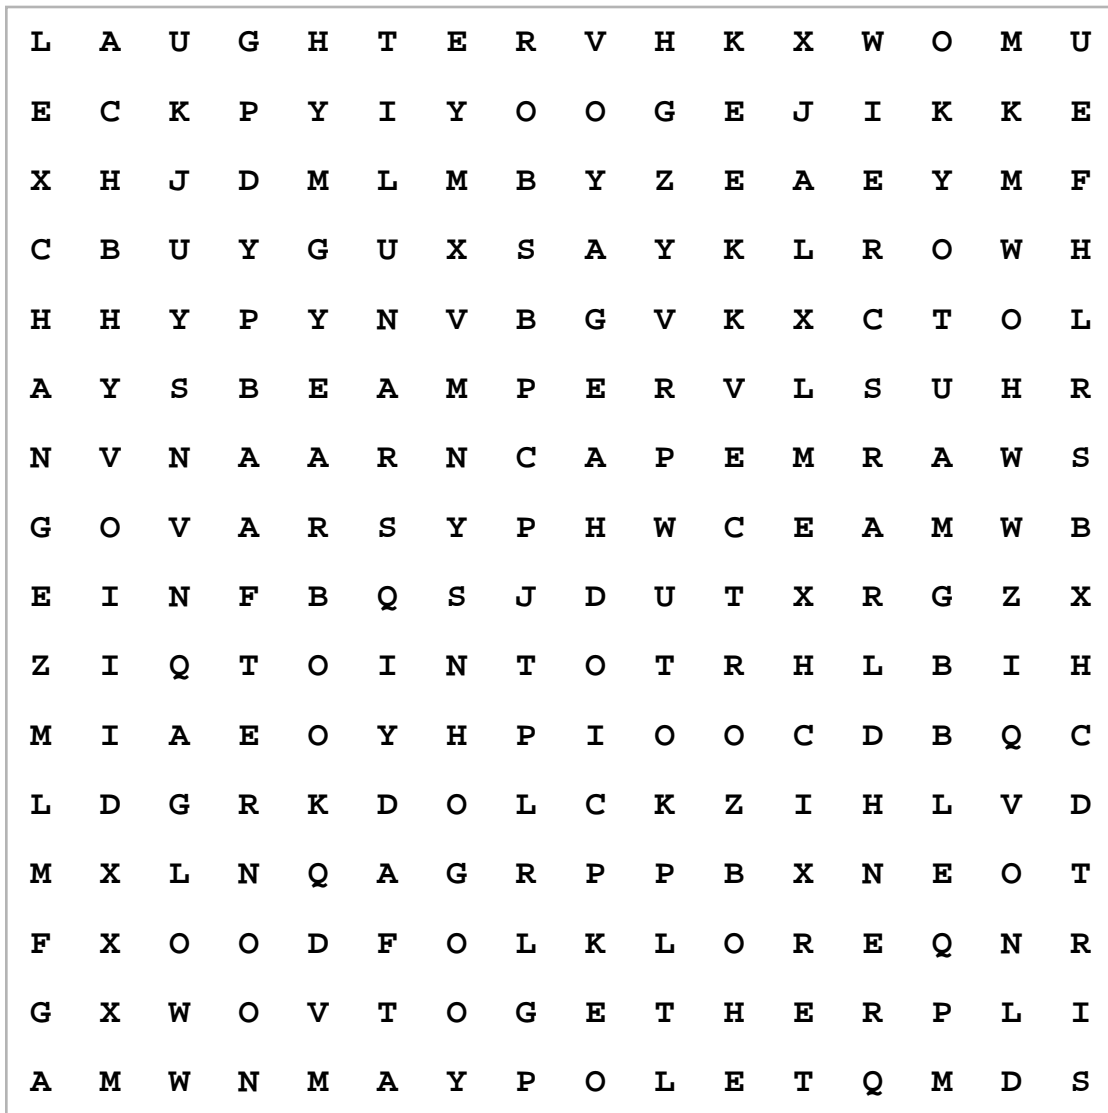 L A U G H T E R V H K X W O M U
E C K P Y I Y O O G E J I K K E
X H J D M L M B Y Z E A E Y M F
C B U Y G U X S A Y K L R O W H
H H Y P Y N V B G V K X C T O L
A Y S B E A M P E R V L S U H R
N V N A A R N C A P E M R A W S
G O V A R S Y P H W C E A M W B
E I N F B Q S J D U T X R G Z X
Z I Q T O I N T O T R H L B I H
M I A E O Y H P I O O C D B Q C
L D G R K D O L C K Z I H L V D
M X L N Q A G R P P B X N E O T
F X O O D F O L K L O R E Q N R
G X W O V T O G E T H E R P L I
A M W N M A Y P O L E T Q M D S